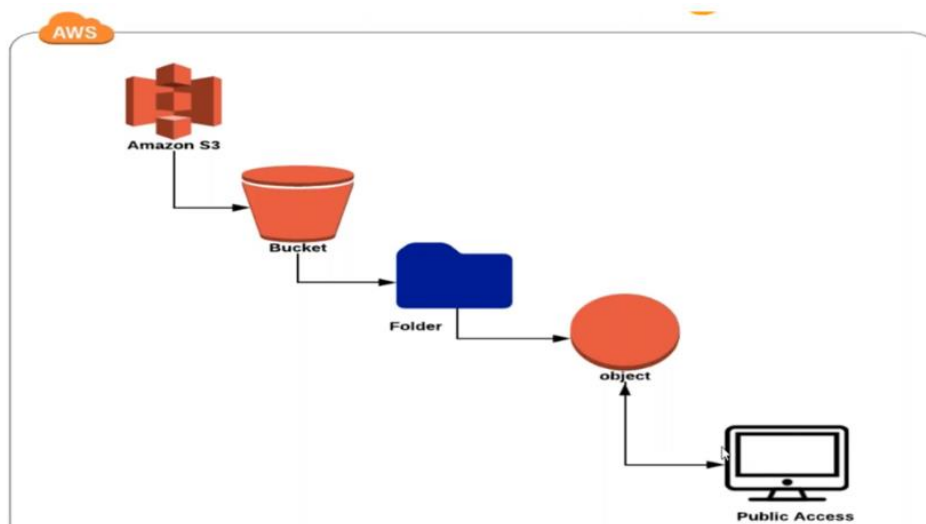 AWS
Amazon S3
Bucket
Folder
object
Public Access